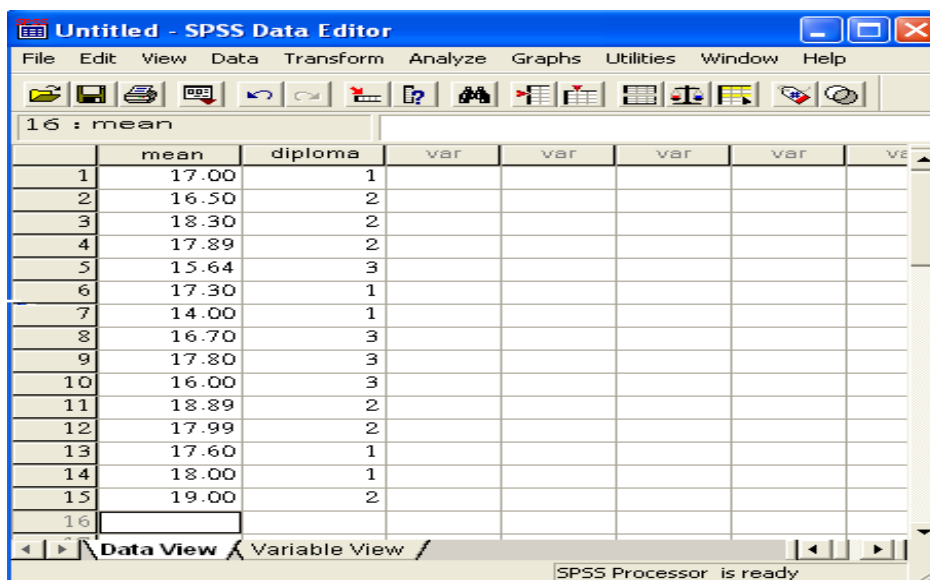 Untitled - SPSS Data Editor
File Edit View Data Transform Analyze Graphs Utilities Window Help
16 : mean
mean diploma var var var var
1 17.00 1
2 16.50 2
3 18.30 2
4 17.89 2
5 15.64 3
6 17.30 1
7 14.00 1
8 16.70 3
9 17.80 3
10 16.00 3
11 18.89 2
12 17.99 2
13 17.60 1
14 18.00 1
15 19.00 2
16
Data View Variable View
SPSS Processor is ready